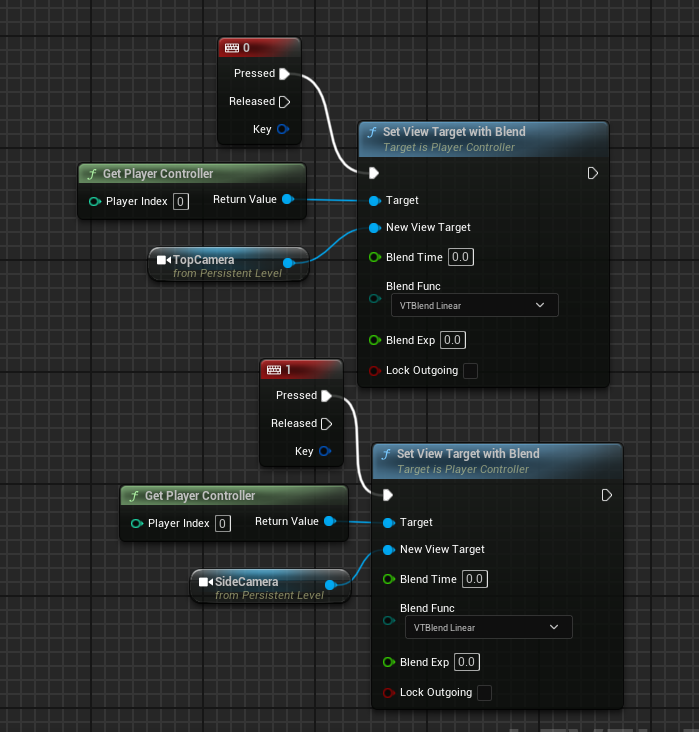 0
Pressed
Released
Key
Set View Target with Blend
Target is Player Controller
Get Player Controller
Player Index 0
Return Value
Target
New View Target
TopCamera
from Persistent Level
Blend Time 0.0
Blend Func
VTBlend Linear
Blend Exp 0.0
Lock Outgoing
1
Pressed
Released
Key
Set View Target with Blend
Target is Player Controller
Get Player Controller
Player Index 0
Return Value
Target
New View Target
SideCamera
from Persistent Level
Blend Time 0.0
Blend Func
VTBlend Linear
Blend Exp 0.0
Lock Outgoing